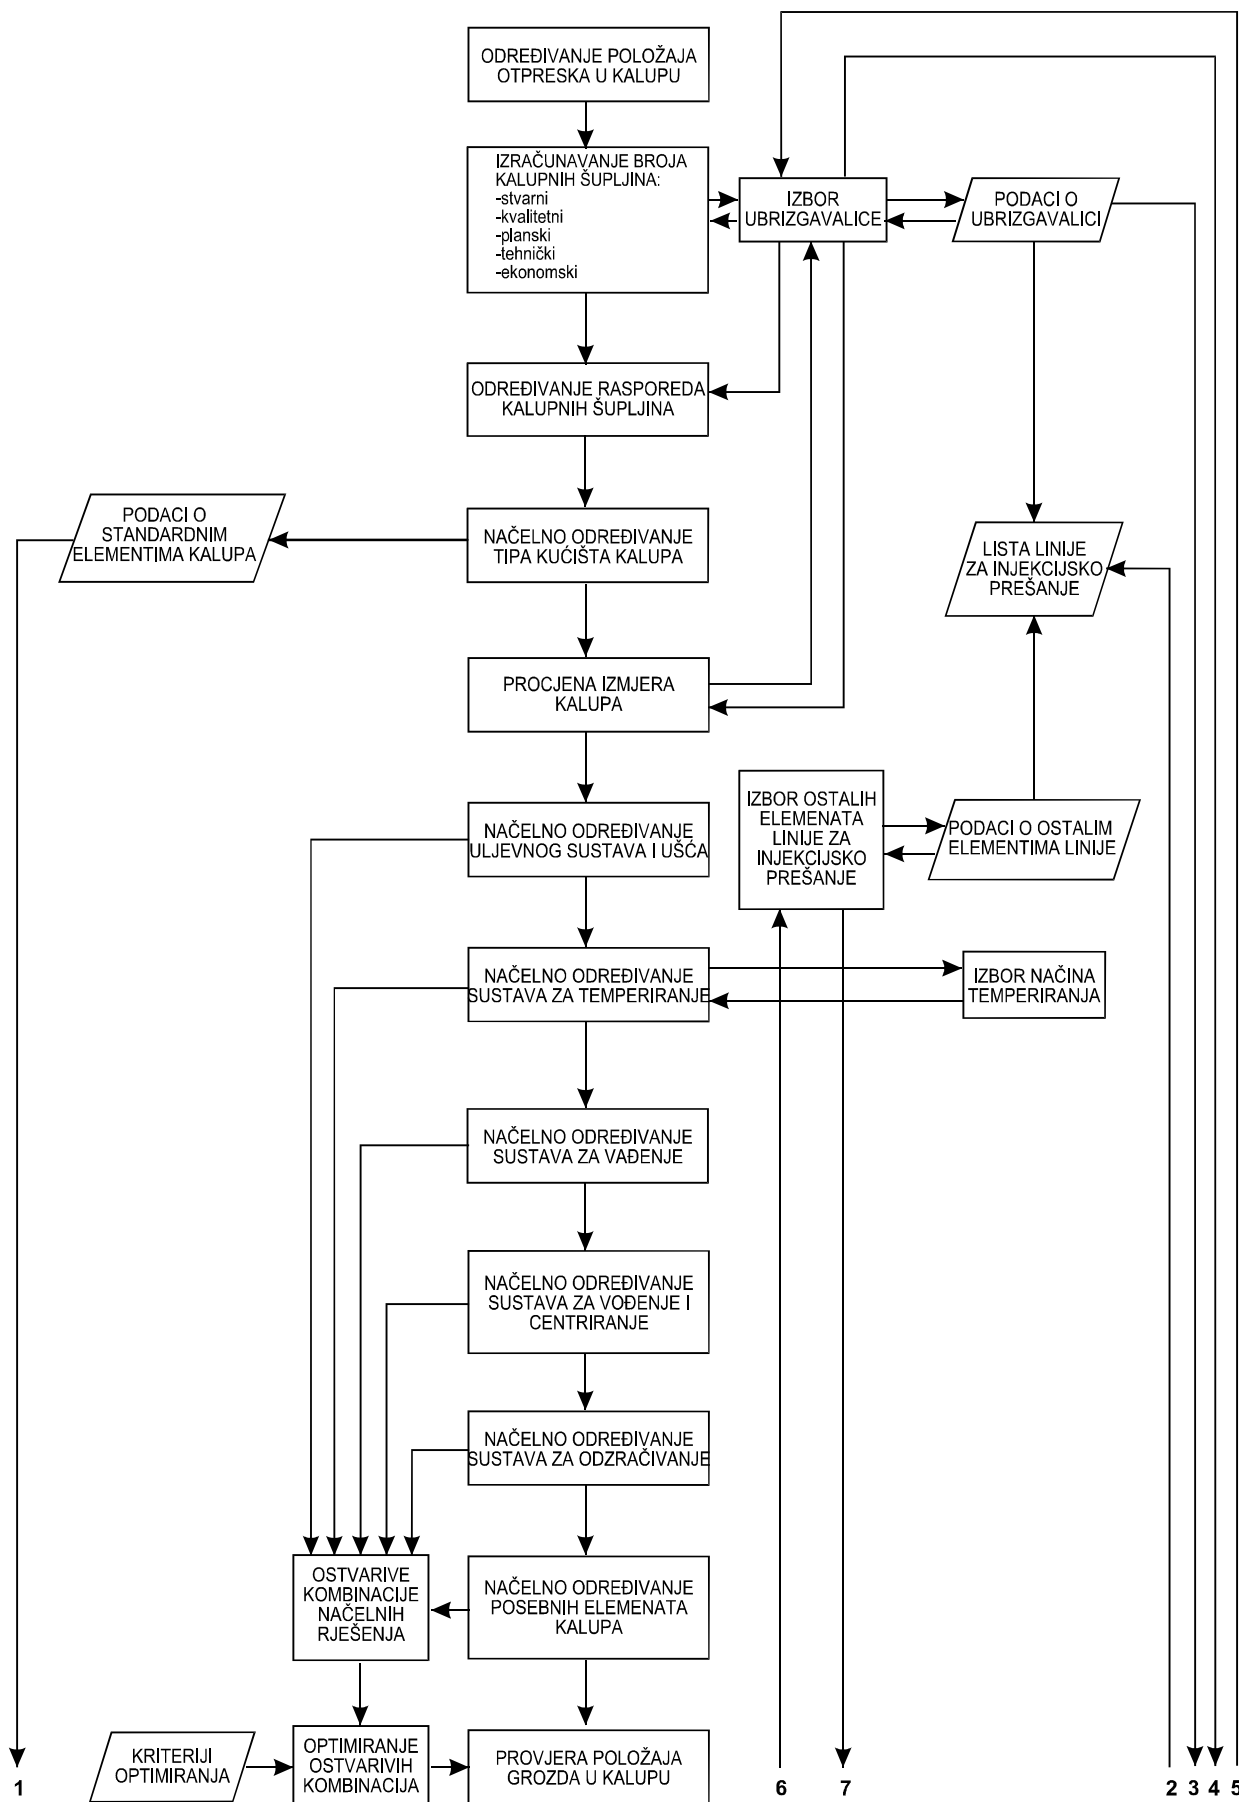 ODREĐIVANJE POLOŽAJA
OTPRESKA U KALUPU
IZRAČUNAVANJE BROJA
KALUPNIH ŠUPLJINA:
-stvarni
-kvalitetni
-planski
-tehnički
-ekonomski
IZBOR
UBRIZGAVALICE
PODACI O
UBRIZGAVALICI
ODREĐIVANJE RASPOREDA
KALUPNIH ŠUPLJINA
PODACI O
STANDARDNIM
ELEMENTIMA KALUPA
NAČELNO ODREĐIVANJE
TIPA KUĆIŠTA KALUPA
LISTA LINIJE
ZA INJEKCIJSKO
PREŠANJE
PROCJENA IZMJERA
KALUPA
NAČELNO ODREĐIVANJE
ULJEVNOG SUSTAVA I UŠĆA
IZBOR OSTALIH
ELEMENATA
LINIJE ZA
INJEKCIJSKO
PREŠANJE
PODACI O OSTALIM
ELEMENTIMA LINIJE
NAČELNO ODREĐIVANJE
SUSTAVA ZA TEMPERIRANJE
IZBOR NAČINA
TEMPERIRANJA
NAČELNO ODREĐIVANJE
SUSTAVA ZA VAĐENJE
NAČELNO ODREĐIVANJE
SUSTAVA ZA VOĐENJE I
CENTRIRANJE
NAČELNO ODREĐIVANJE
SUSTAVA ZA ODZRAČIVANJE
OSTVARIVE
KOMBINACIJE
NAČELNIH
RJEŠENJA
NAČELNO ODREĐIVANJE
POSEBNIH ELEMENATA
KALUPA
KRITERIJI
OPTIMIRANJA
OPTIMIRANJE
OSTVARIVIH
KOMBINACIJA
PROVJERA POLOŽAJA
GROZDA U KALUPU
1
6
7
2
3
4
5